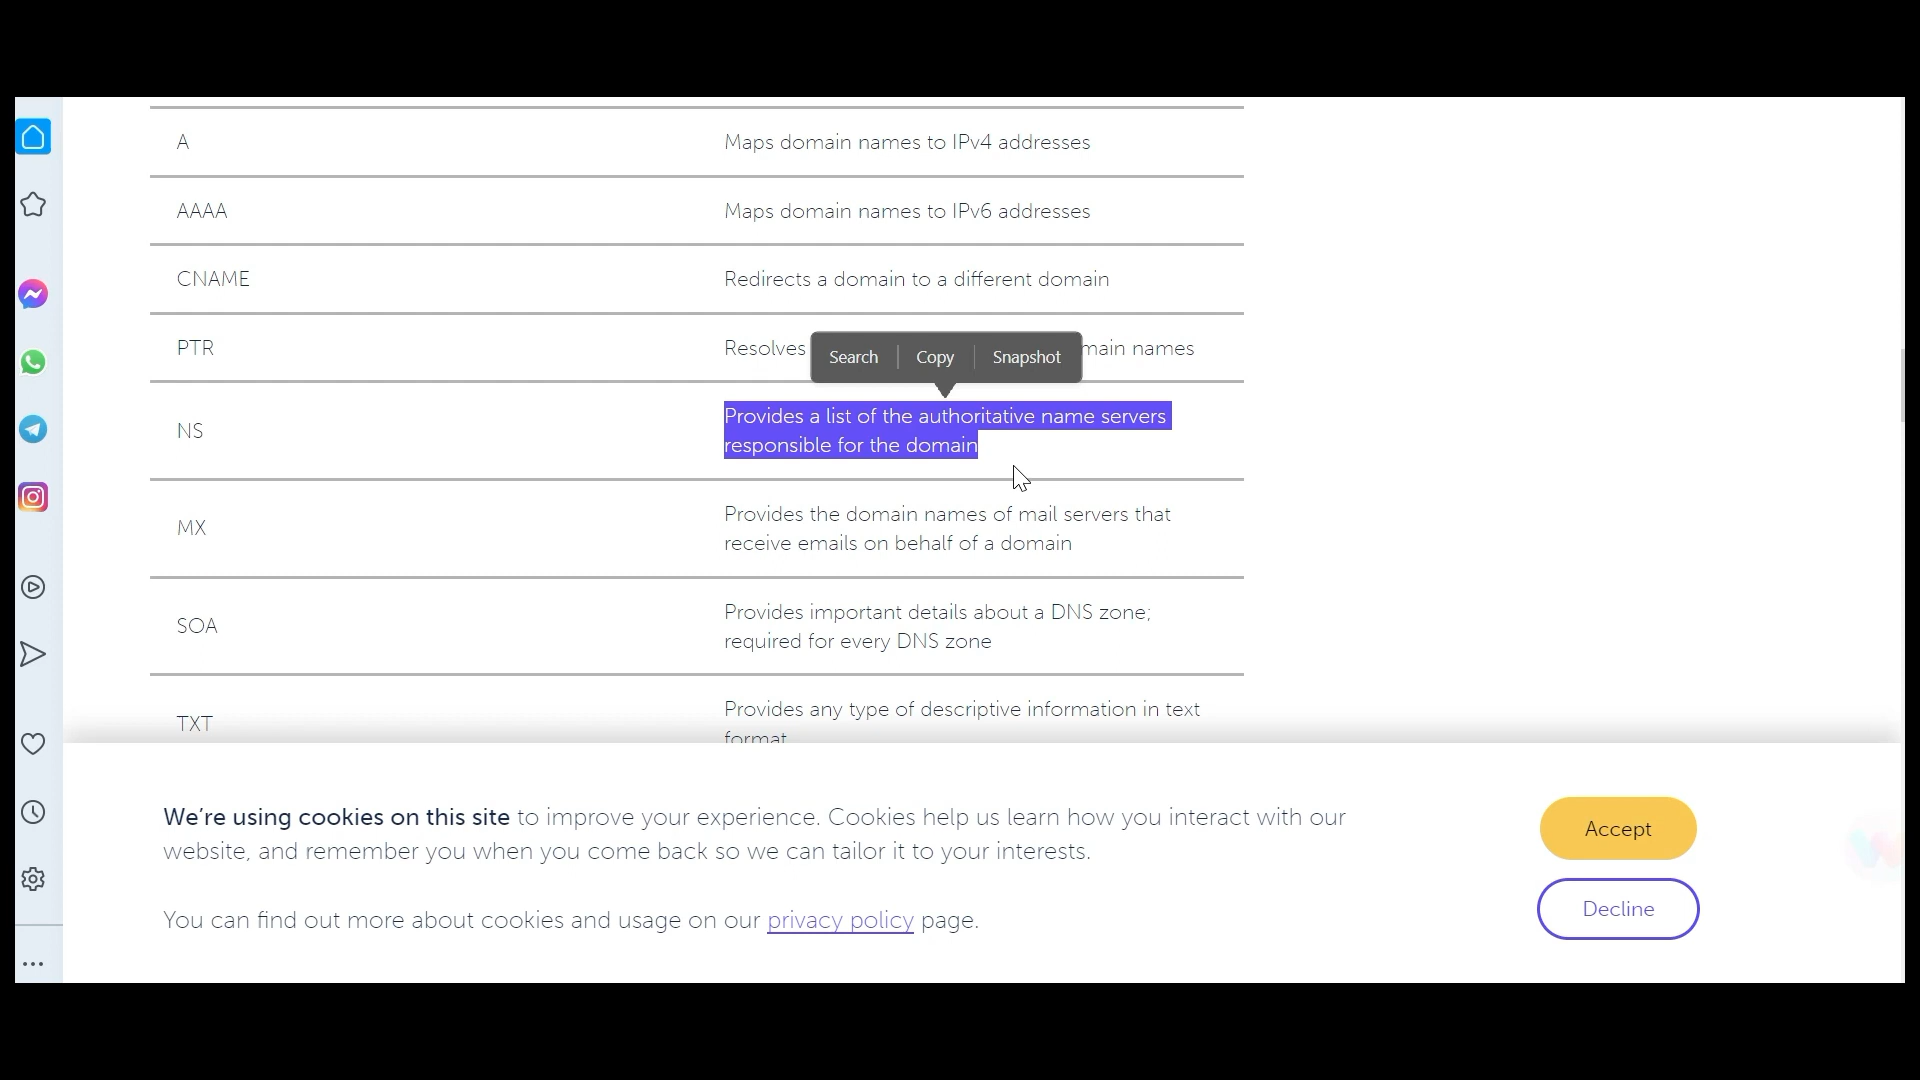 A
Maps domain names to IPv4 addresses
AAAA
Maps domain names to IPv6 addresses
CNAME
Redirects a domain to a different domain
PTR
Resolves
main names
Search
Copy
Snapshot
NS
Provides a list of the authoritative name servers
responsible for the domain
MX
Provides the domain names of mail servers that
receive emails on behalf of a domain
SOA
Provides important details about a DNS zone;
required for every DNS zone
TXT
Provides any type of descriptive information in text
format
We’re using cookies on this site to improve your experience. Cookies help us learn how you interact with our
website, and remember you when you come back so we can tailor it to your interests.
You can find out more about cookies and usage on our privacy policy page.
Accept
Decline